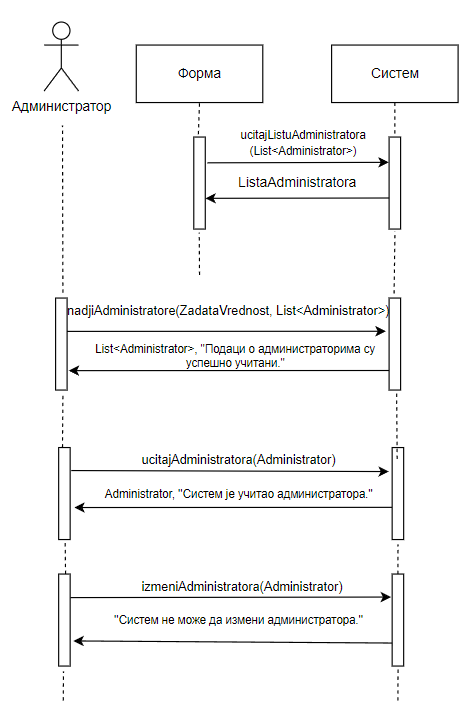 Администратор
Форма
Систем
ucitajListuAdministratora
(List<Administrator>)
ListaAdministratora
nadjiAdministratore(ZadataVrednost, List<Administrator>)
List<Administrator>, "Подаци о администраторима су
успешно учитани."
ucitajAdministratora(Administrator)
Administrator, "Систем је учитао администратора."
izmeniAdministratora(Administrator)
"Систем не може да измени администратора."